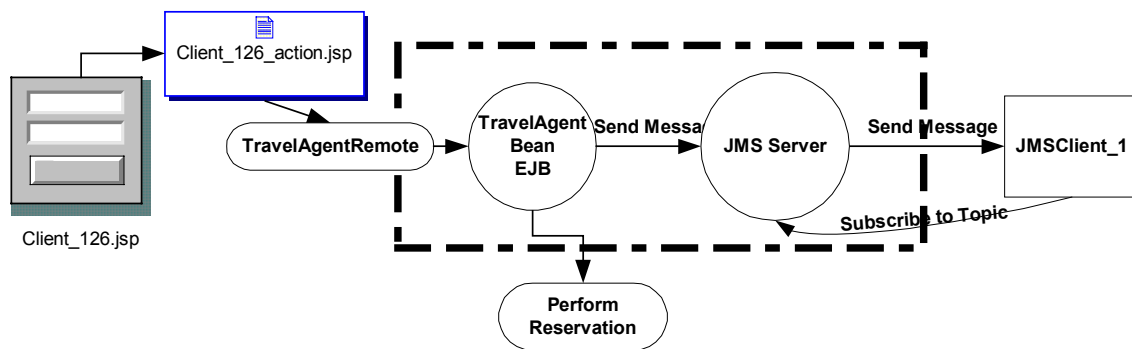 Client_126_action.jsp
Client_126.jsp
TravelAgentRemote
TravelAgent
Bean
EJB
Send Messag
JMS Server
Send Message
JMSClient_1
Subscribe to Topic
Perform
Reservation